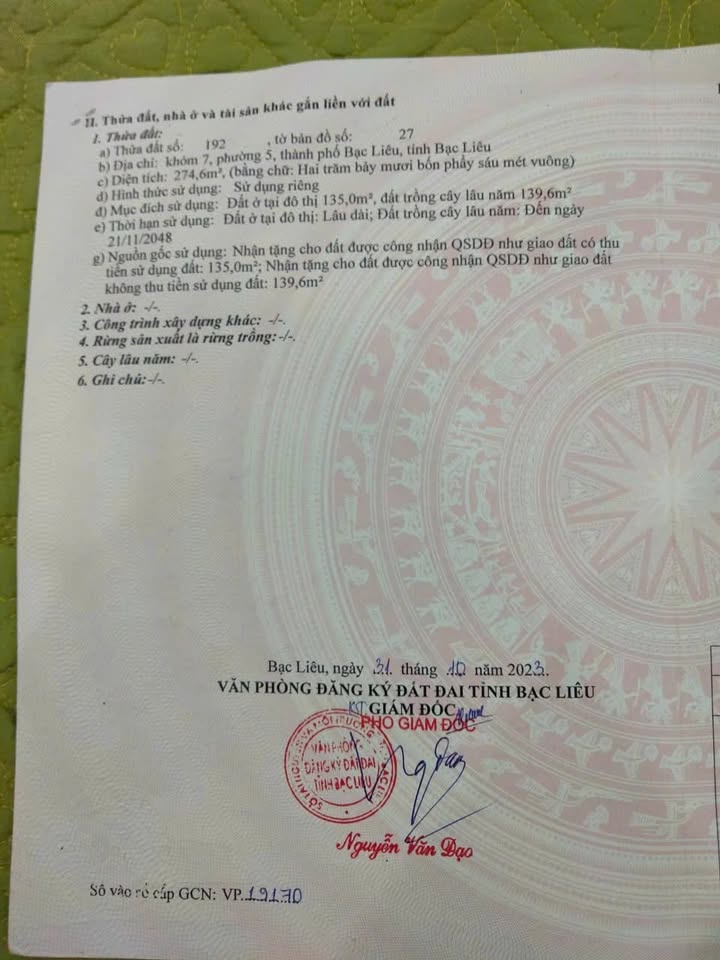 II. Thửa đất, nhà ở và tài sản khác gắn liền với đất
1. Thửa đất:
a) Thửa đất số: 192 , tờ bản đồ số: 27
b) Địa chỉ: khóm 7, phường 5, thành phố Bạc Liêu, tỉnh Bạc Liêu
c) Diện tích: 274,6m², (bằng chữ: Hai trăm bảy mươi bốn phẩy sáu mét vuông)
d) Hình thức sử dụng: Sử dụng riêng
đ) Mục đích sử dụng: Đất ở tại đô thị 135,0m², đất trồng cây lâu năm 139,6m²
e) Thời hạn sử dụng: Đất ở tại đô thị: Lâu dài; Đất trồng cây lâu năm: Đến ngày
21/11/2048
g) Nguồn gốc sử dụng: Nhận tặng cho đất được công nhận QSDĐ như giao đất có thu
tiền sử dụng đất: 135,0m²; Nhận tặng cho đất được công nhận QSDĐ như giao đất
không thu tiền sử dụng đất: 139,6m²
2. Nhà ở: -/-.
3. Công trình xây dựng khác: -/-.
4. Rừng sản xuất là rừng trồng:-/-.
5. Cây lâu năm: -/-.
6. Ghi chú:-/-.
Bạc Liêu, ngày 31 tháng 10 năm 2023.
VĂN PHÒNG ĐĂNG KÝ ĐẤT ĐAI TỈNH BẠC LIÊU
KT GIÁM ĐỐC
PHÓ GIÁM ĐỐC
VĂN PHÒNG
ĐĂNG KÝ ĐẤT ĐAI
TỈNH BẠC LIÊU
Nguyễn Văn Đạo
Số vào sổ cấp GCN: VP.19170